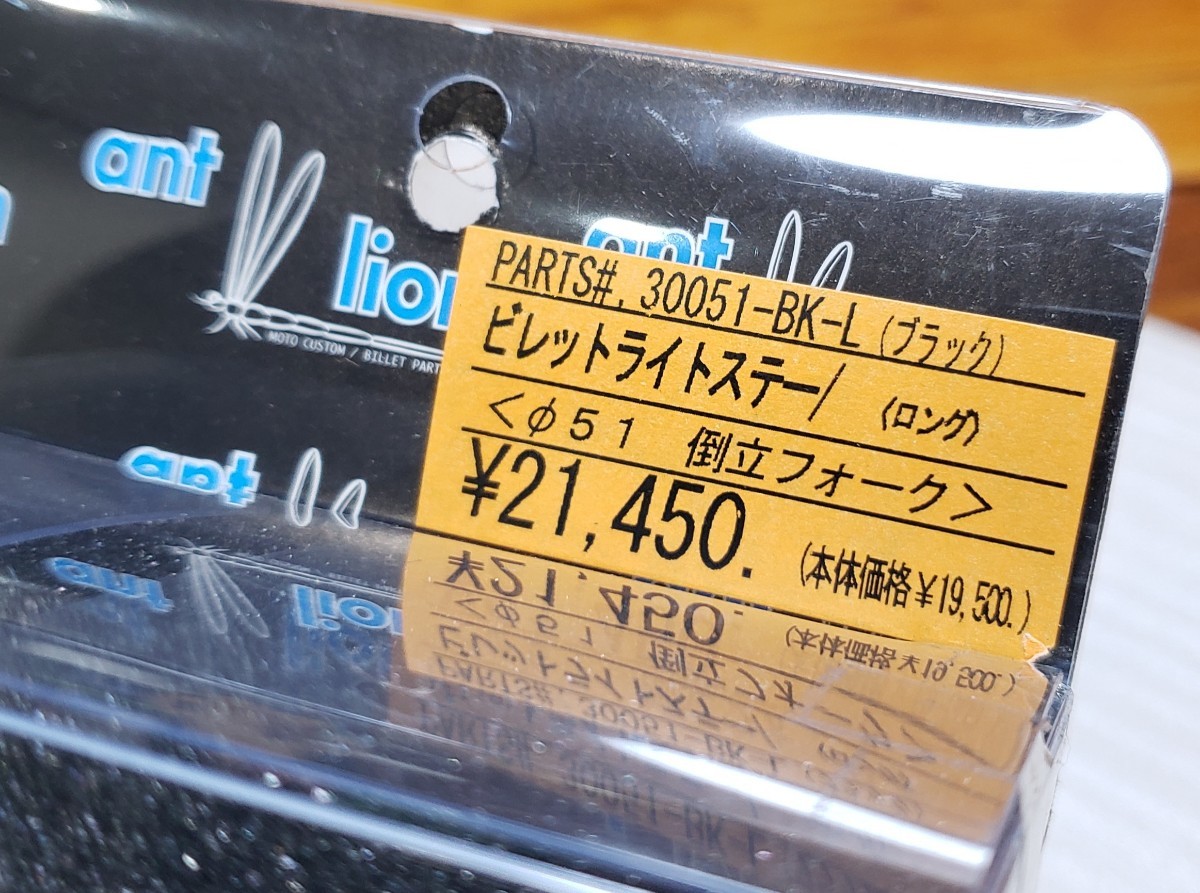 ant
lion
MOTO CUSTOM / BILLET PART
ant
PARTS#. 30051-BK-L (ブラック)
ビレットライトステー/ (ロング)
<φ51 倒立フォーク>
¥21,450. (本体価格¥19,500.)
ant
ant
lion